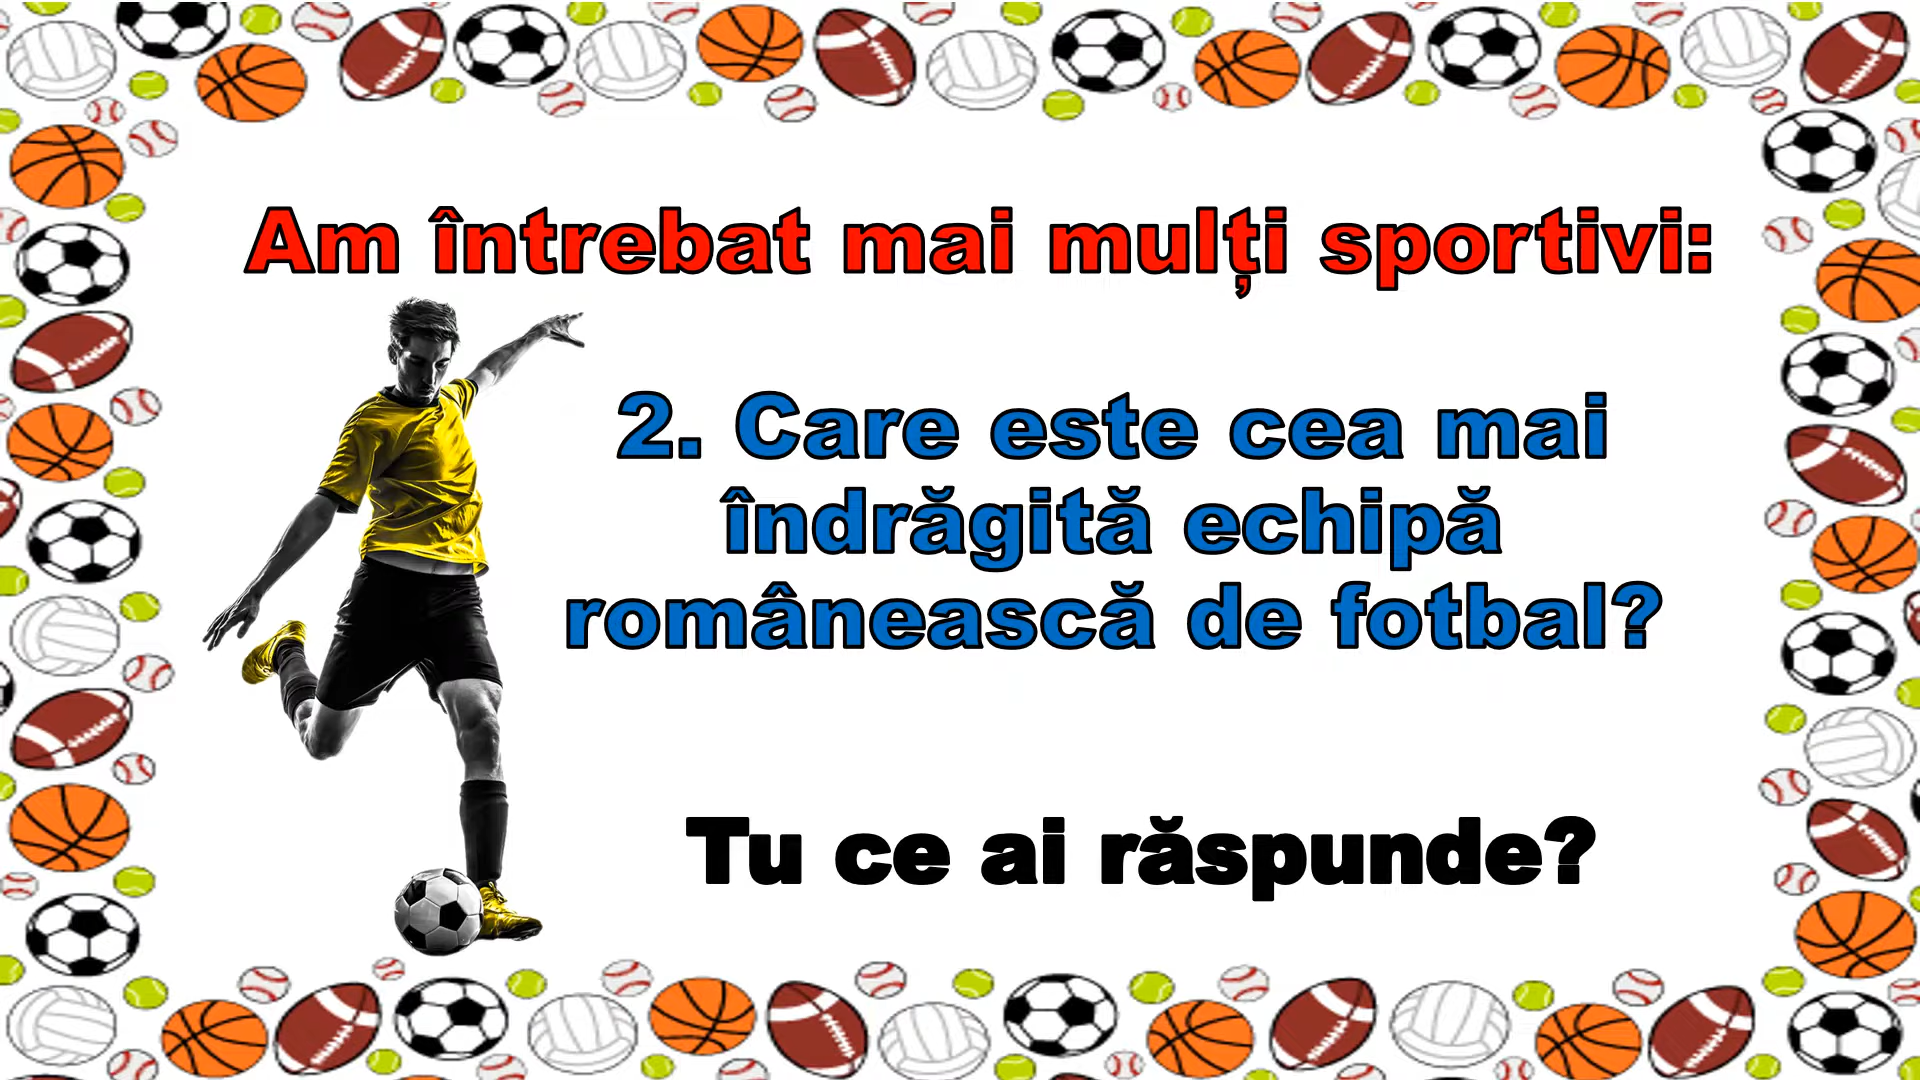 Am întrebat mai mulți sportivi:
2. Care este cea mai
îndrăgită echipă
românească de fotbal?
Tu ce ai răspunde?